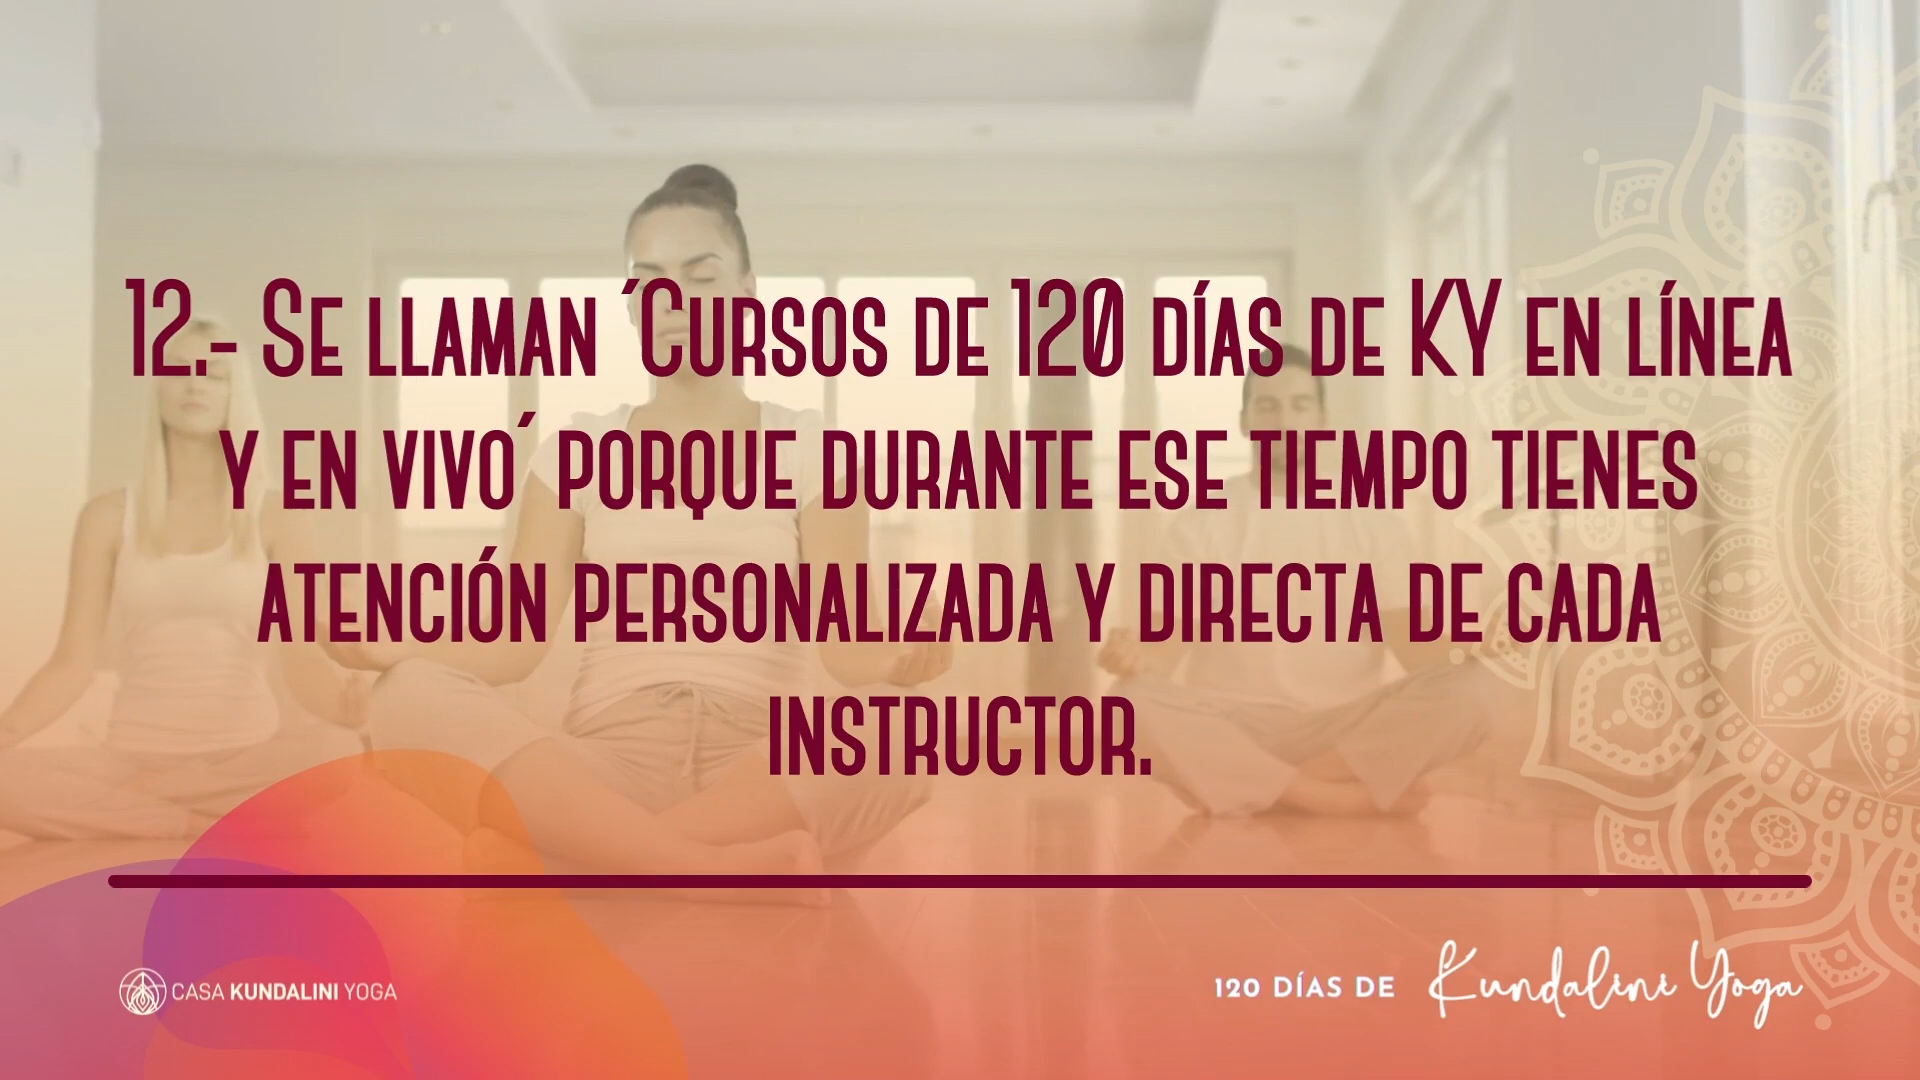 12.- Se llaman ´Cursos de 120 días de KY en línea
y en vivo´ porque durante ese tiempo tienes
atención personalizada y directa de cada
instructor.
CASA KUNDALINI YOGA
120 DÍAS DE Kundalini Yoga